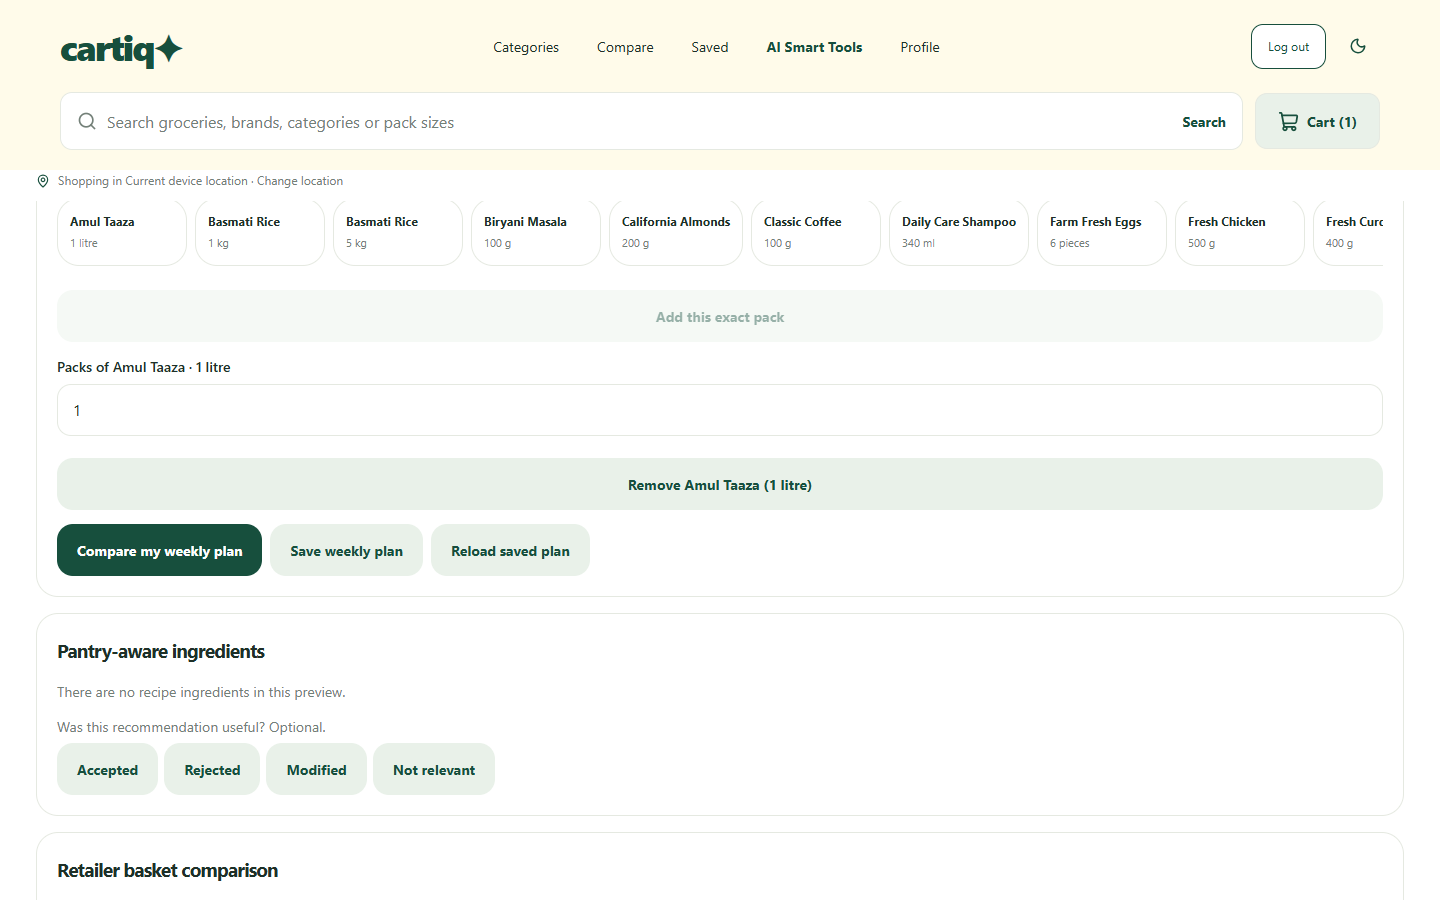 cartiq
Categories
Compare
Saved
AI Smart Tools
Profile
Log out
Search groceries, brands, categories or pack sizes
Search
Cart (1)
Shopping in Current device location · Change location
Amul Taaza
1 litre
Basmati Rice
1 kg
Basmati Rice
5 kg
Biryani Masala
100 g
California Almonds
200 g
Classic Coffee
100 g
Daily Care Shampoo
340 ml
Farm Fresh Eggs
6 pieces
Fresh Chicken
500 g
Fresh Curd
400 g
Add this exact pack
Packs of Amul Taaza · 1 litre
1
Remove Amul Taaza (1 litre)
Compare my weekly plan
Save weekly plan
Reload saved plan
Pantry-aware ingredients
There are no recipe ingredients in this preview.
Was this recommendation useful? Optional.
Accepted
Rejected
Modified
Not relevant
Retailer basket comparison